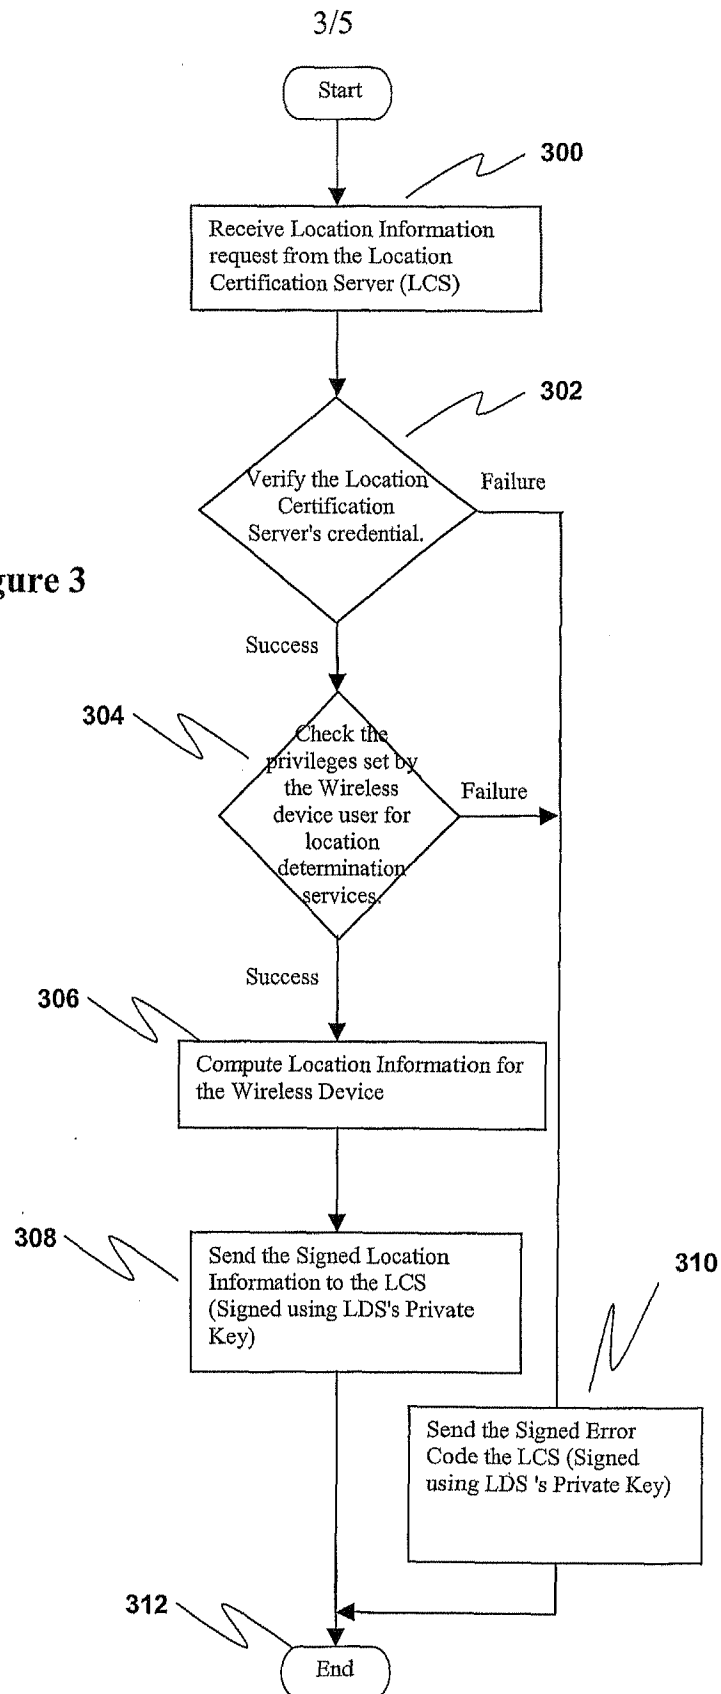 3/5
Start
300
Receive Location Information
request from the Location
Certification Server (LCS)
302
Verify the Location
Certification
Server's credential.
Failure
gure 3
Success
304
Check the
privileges set by
the Wireless
device user for
location
determination
services.
Failure
Success
306
Compute Location Information for
the Wireless Device
308
Send the Signed Location
Information to the LCS
(Signed using LDS's Private
Key)
310
Send the Signed Error
Code the LCS (Signed
using LDS 's Private Key)
312
End